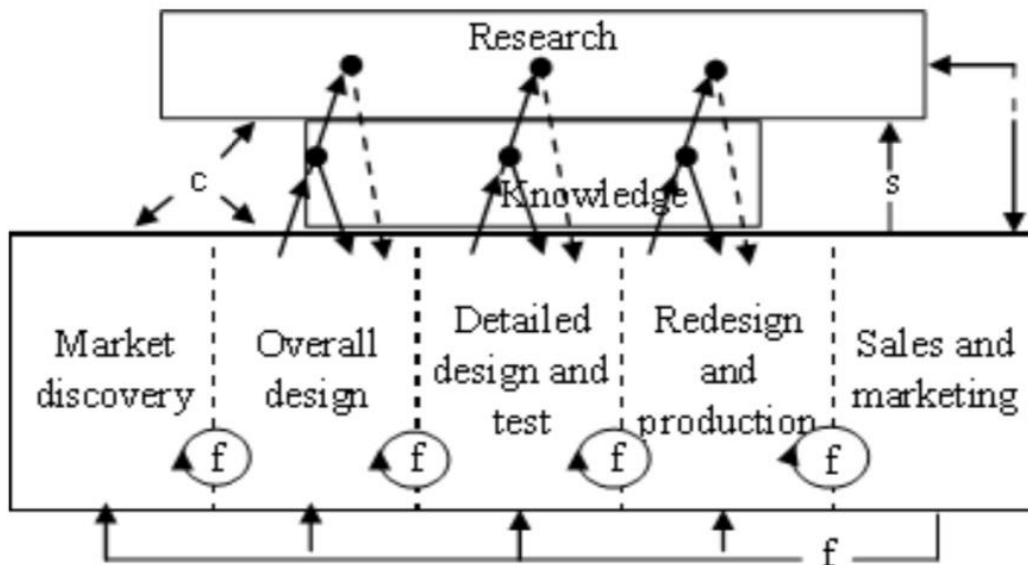 Research
c
Knowledge
s
Market
discovery
Overall
design
Detailed
design and
test
Redesign
and
production
Sales and
marketing
f
f
f
f
f